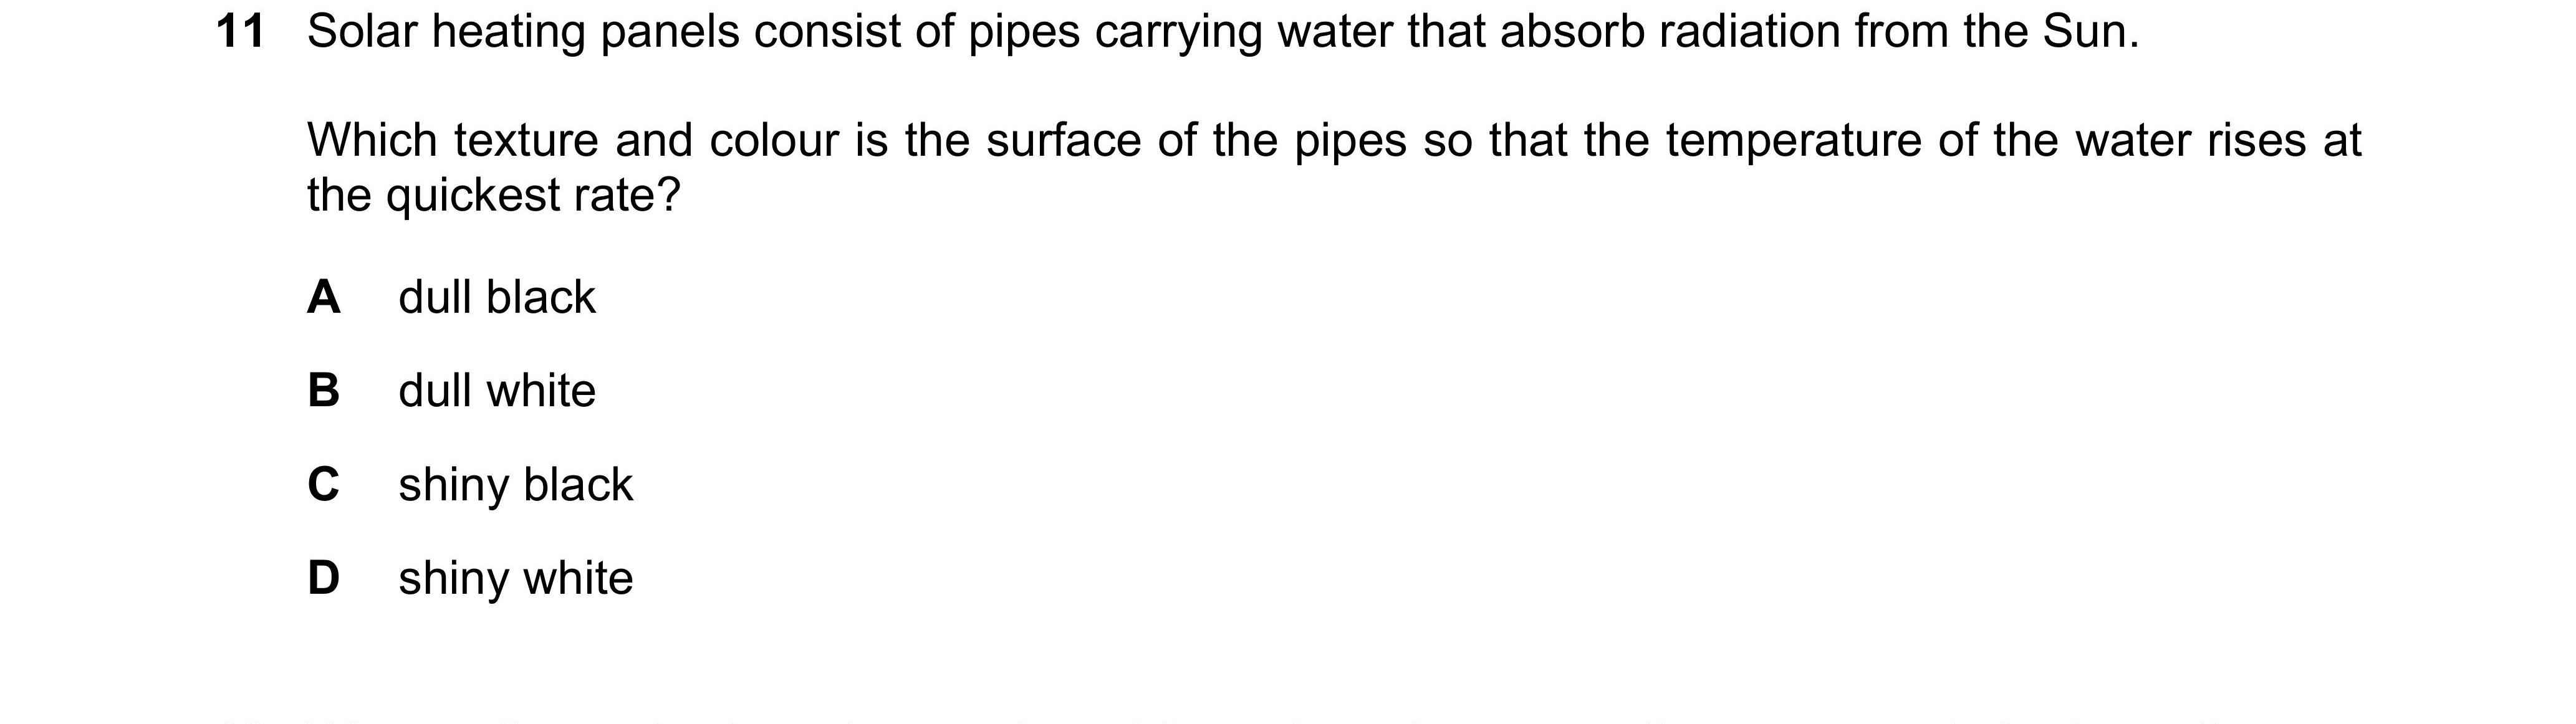 11 Solar heating panels consist of pipes carrying water that absorb radiation from the Sun.
Which texture and colour is the surface of the pipes so that the temperature of the water rises at
the quickest rate?
A dull black
B dull white
C shiny black
D shiny white